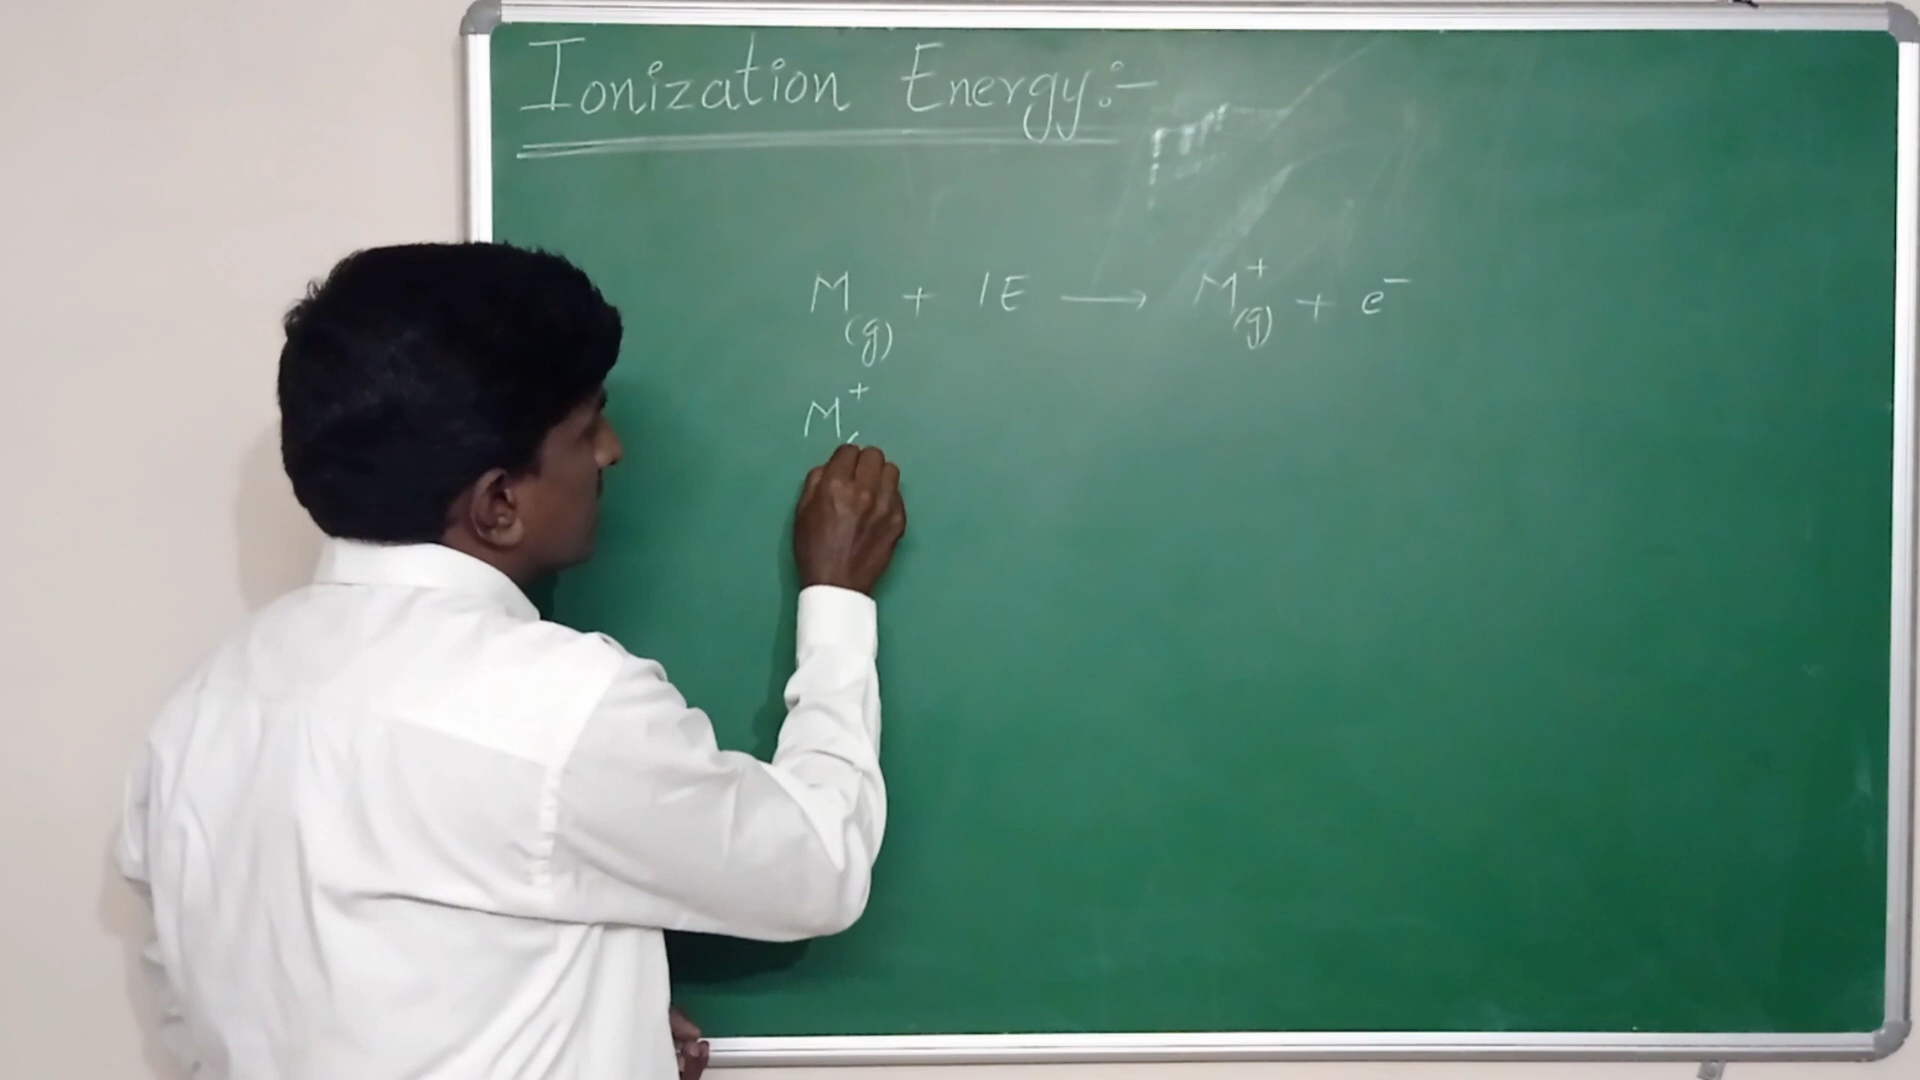 Ionization Energy:-
M(g) + IE ⟶ M⁺(g) + e⁻
M⁺(